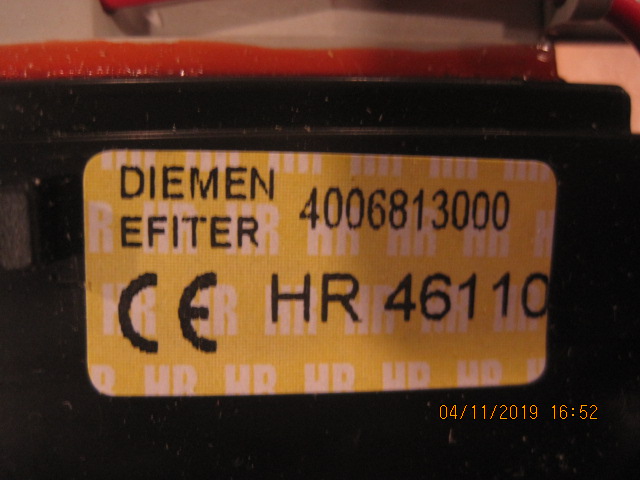 DIEMEN
EFITER
4006813000
CE
HR 46110
04/11/2019 16:52